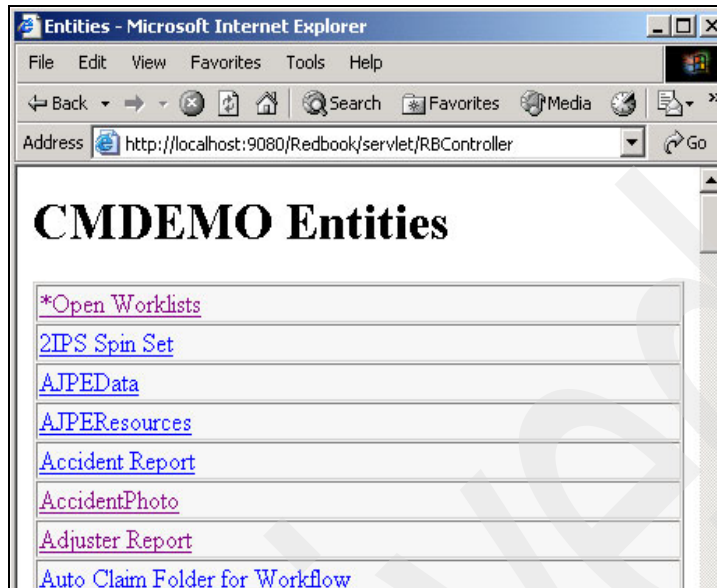 Entities - Microsoft Internet Explorer
File Edit View Favorites Tools Help
Back Search Favorites Media
Address http://localhost:9080/Redbook/servlet/RBController Go
CMDEMO Entities
*Open Worklists
2IPS Spin Set
AJPEData
AJPEResources
Accident Report
AccidentPhoto
Adjuster Report
Auto Claim Folder for Workflow